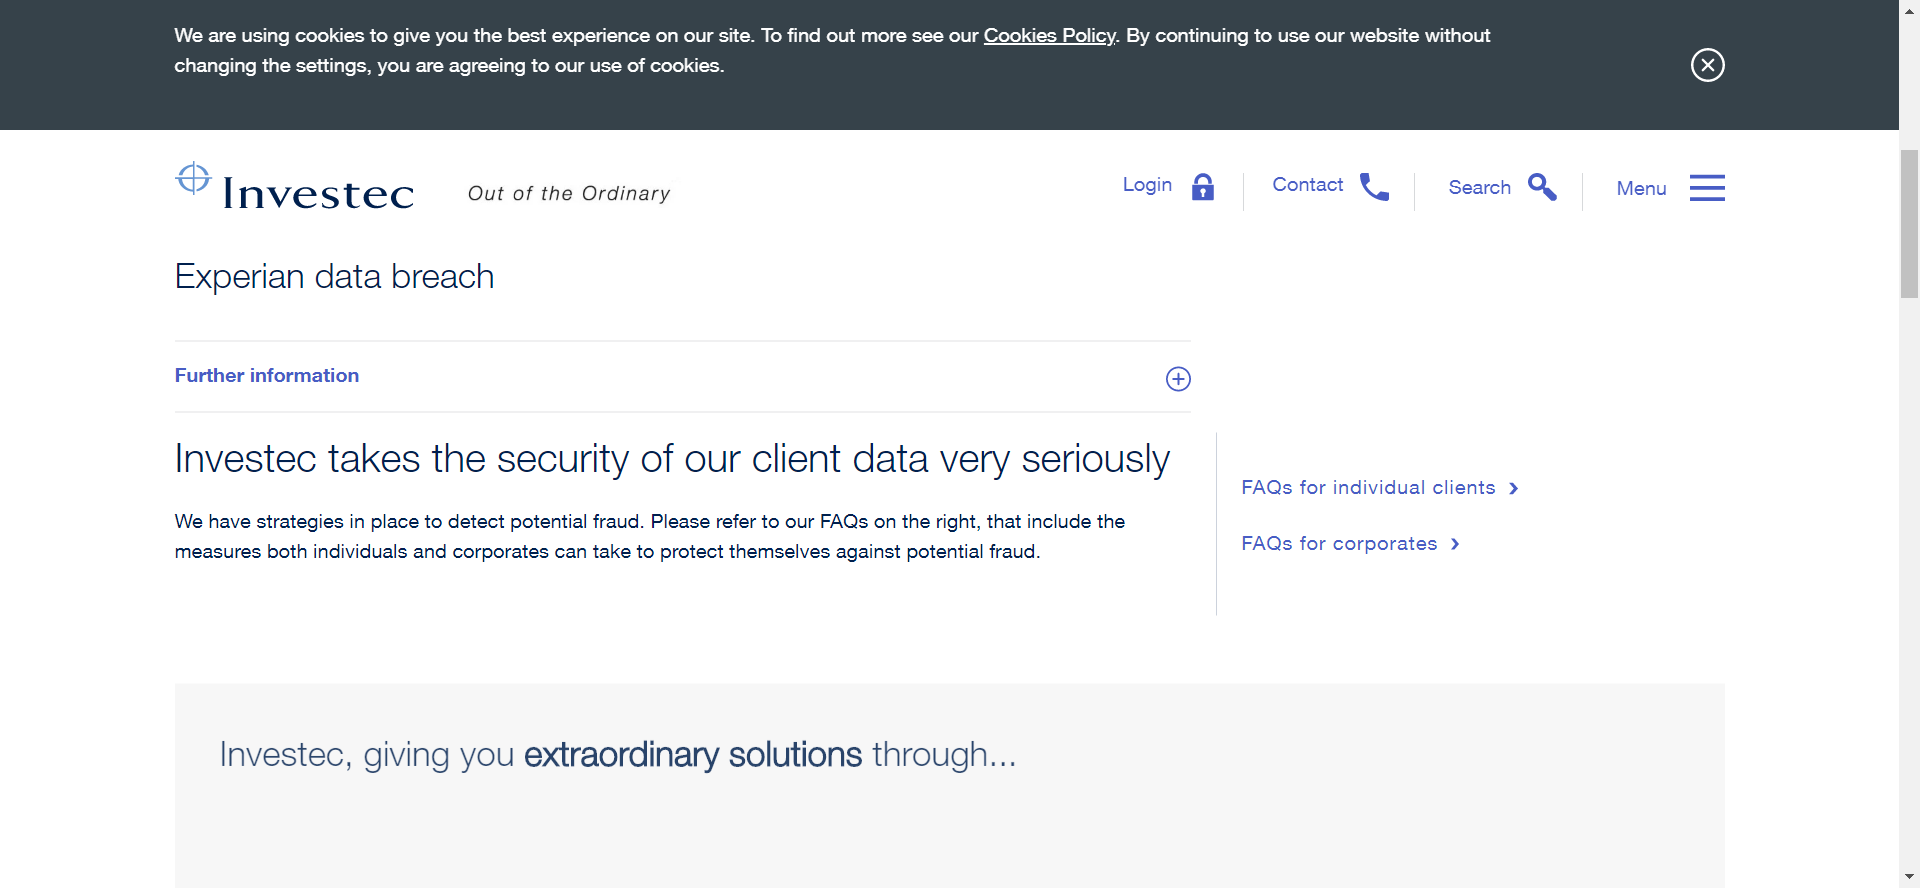 We are using cookies to give you the best experience on our site. To find out more see our Cookies Policy. By continuing to use our website without
changing the settings, you are agreeing to our use of cookies.
Investec
Out of the Ordinary
Login
Contact
Search
Menu
Experian data breach
Further information
Investec takes the security of our client data very seriously
We have strategies in place to detect potential fraud. Please refer to our FAQs on the right, that include the
measures both individuals and corporates can take to protect themselves against potential fraud.
FAQs for individual clients
FAQs for corporates
Investec, giving you extraordinary solutions through...